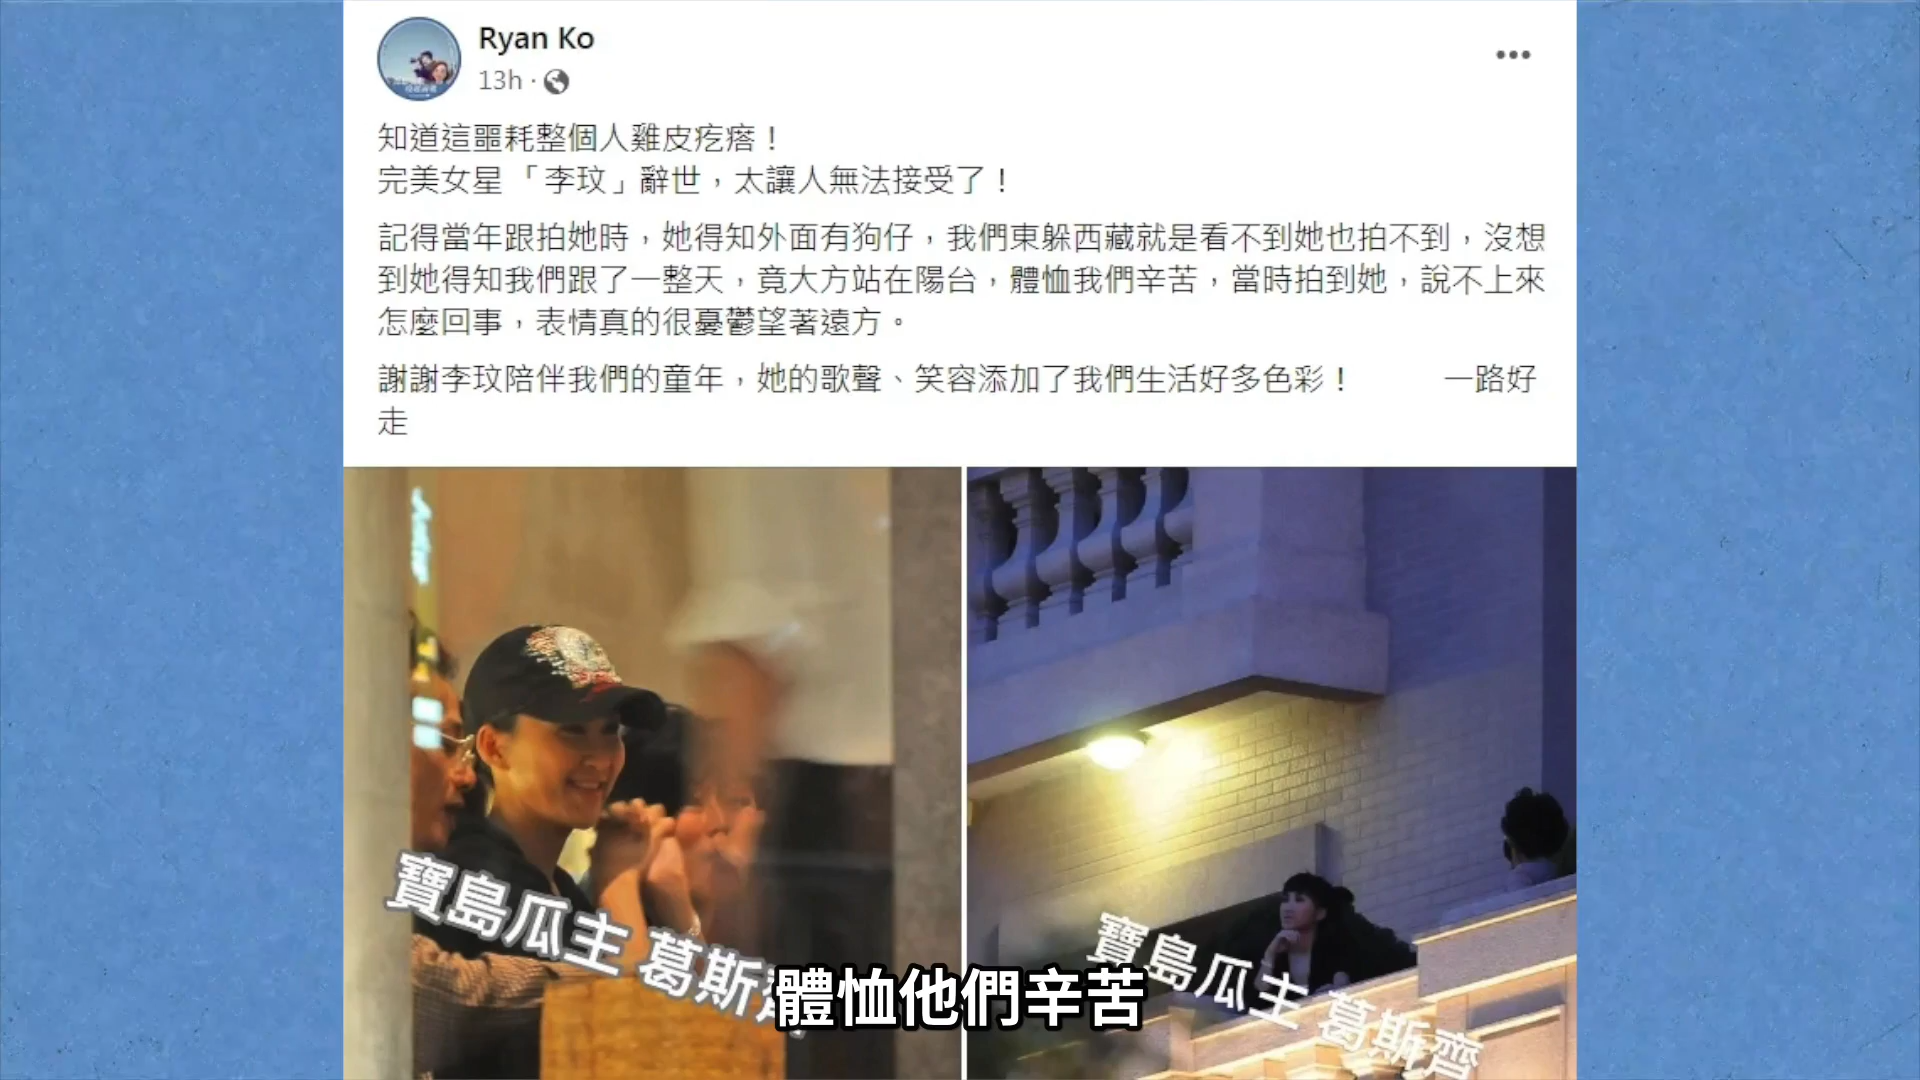 Ryan Ko
13h ·
知道這噩耗整個人雞皮疙瘩！
完美女星「李玟」辭世，太讓人無法接受了！
記得當年跟拍她時，她得知外面有狗仔，我們東躲西藏就是看不到她也拍不到，沒想
到她得知我們跟了一整天，竟大方站在陽台，體恤我們辛苦，當時拍到她，說不上來
怎麼回事，表情真的很憂鬱望著遠方。
謝謝李玟陪伴我們的童年，她的歌聲、笑容添加了我們生活好多色彩！ 一路好
走
寶島瓜主 葛斯齊
寶島瓜主 葛斯齊
體恤他們辛苦